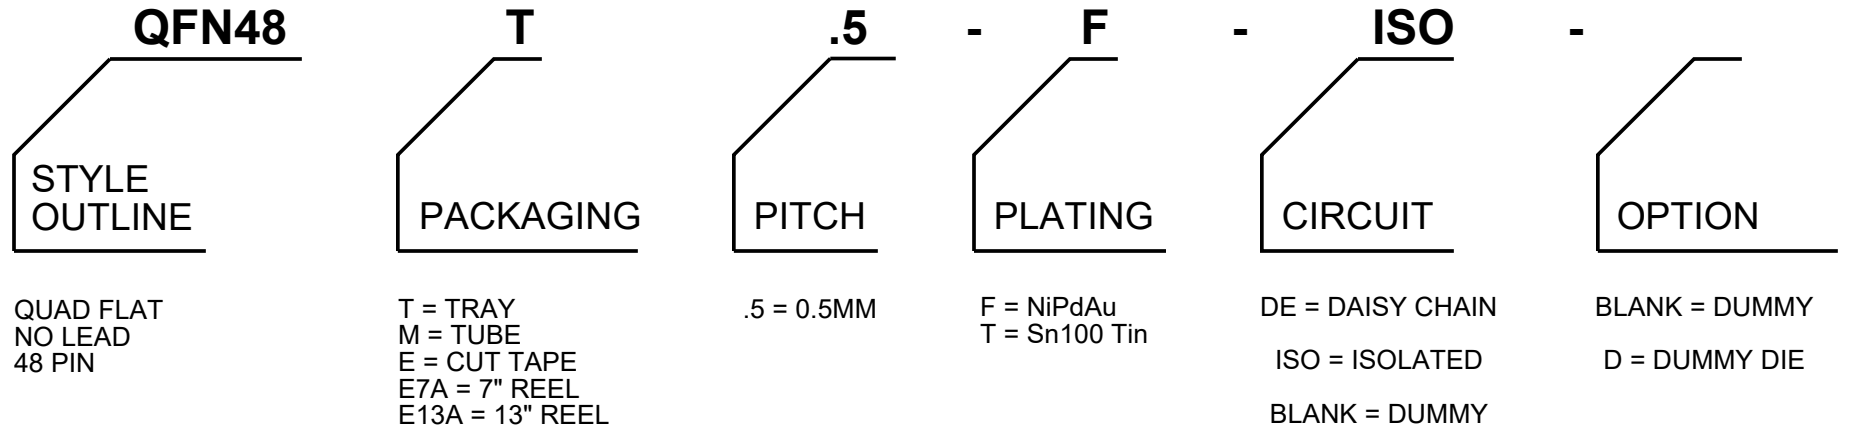 QFN48 T .5 - F - ISO -
STYLE
OUTLINE
PACKAGING
PITCH
PLATING
CIRCUIT
OPTION
QUAD FLAT
NO LEAD
48 PIN
T = TRAY
M = TUBE
E = CUT TAPE
E7A = 7" REEL
E13A = 13" REEL
.5 = 0.5MM
F = NiPdAu
T = Sn100 Tin
DE = DAISY CHAIN
ISO = ISOLATED
BLANK = DUMMY
BLANK = DUMMY
D = DUMMY DIE